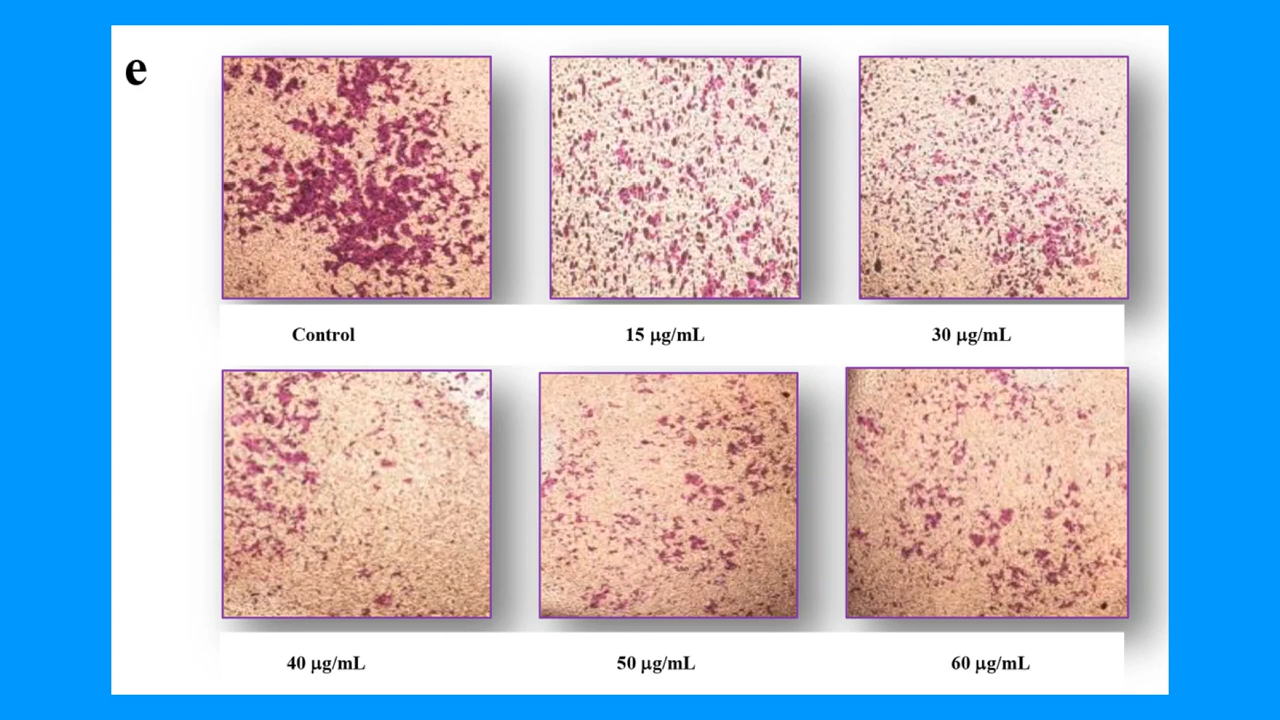 e
Control
15 μg/mL
30 μg/mL
40 μg/mL
50 μg/mL
60 μg/mL